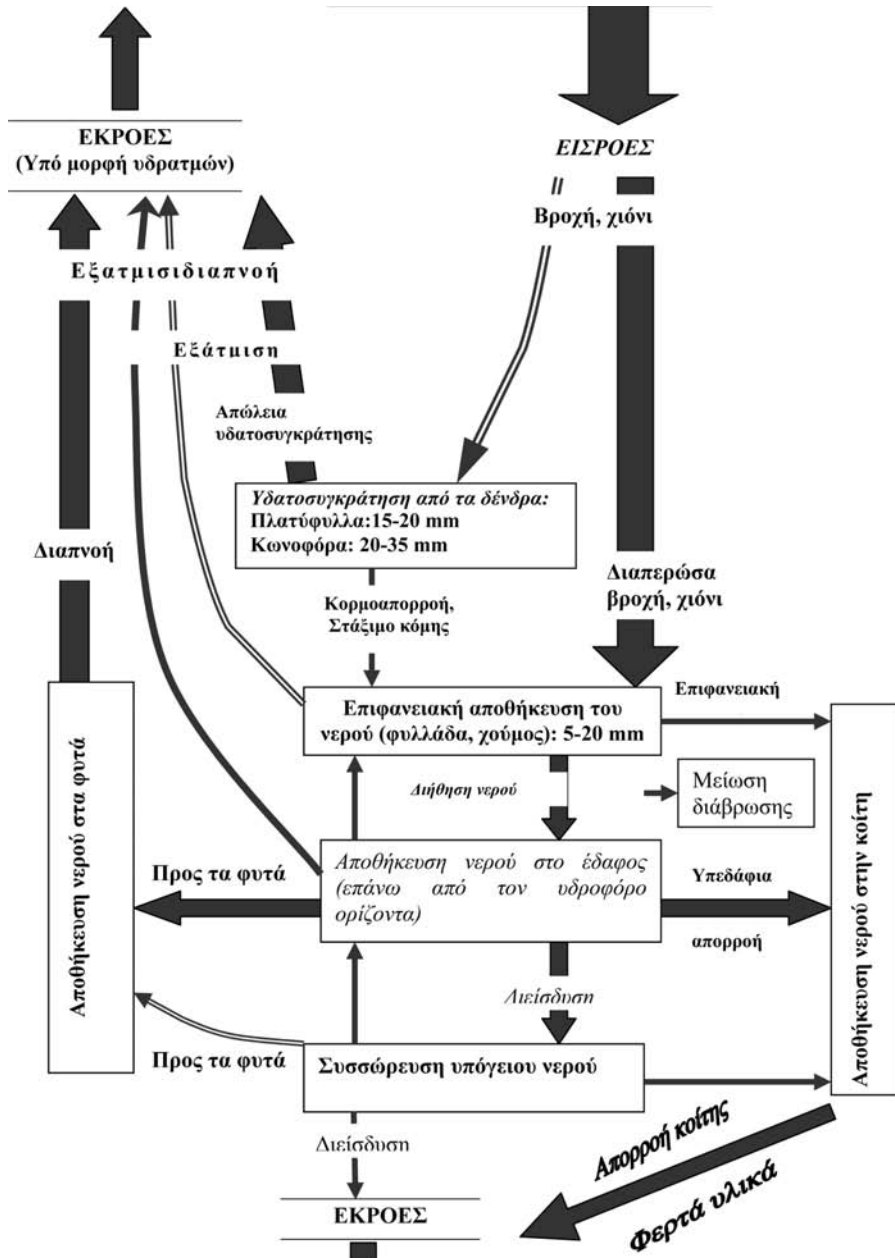 ΕΚΡΟΕΣ
(Υπό μορφή υδρατμών)
ΕΙΣΡΟΕΣ
Βροχή, χιόνι
Εξατμισιδιαπνοή
Εξάτμιση
Απώλεια
υδατοσυγκράτησης
Υδατοσυγκράτηση από τα δένδρα:
Πλατύφυλλα:15-20 mm
Κωνοφόρα: 20-35 mm
Διαπνοή
Διαπερώσα
βροχή, χιόνι
Κορμοαπορροή,
Στάξιμο κόμης
Επιφανειακή
Επιφανειακή αποθήκευση του
νερού (φυλλάδα, χούμος): 5-20 mm
Διήθηση νερού
Μείωση
διάβρωσης
Αποθήκευση νερού στα φυτά
Αποθήκευση νερού στην κοίτη
Προς τα φυτά
Αποθήκευση νερού στο έδαφος
(επάνω από τον υδροφόρο
ορίζοντα)
Υπεδάφια
απορροή
Διείσδυση
Προς τα φυτά
Συσσώρευση υπόγειου νερού
Διείσδυση
Απορροή κοίτης
Φερτά υλικά
ΕΚΡΟΕΣ